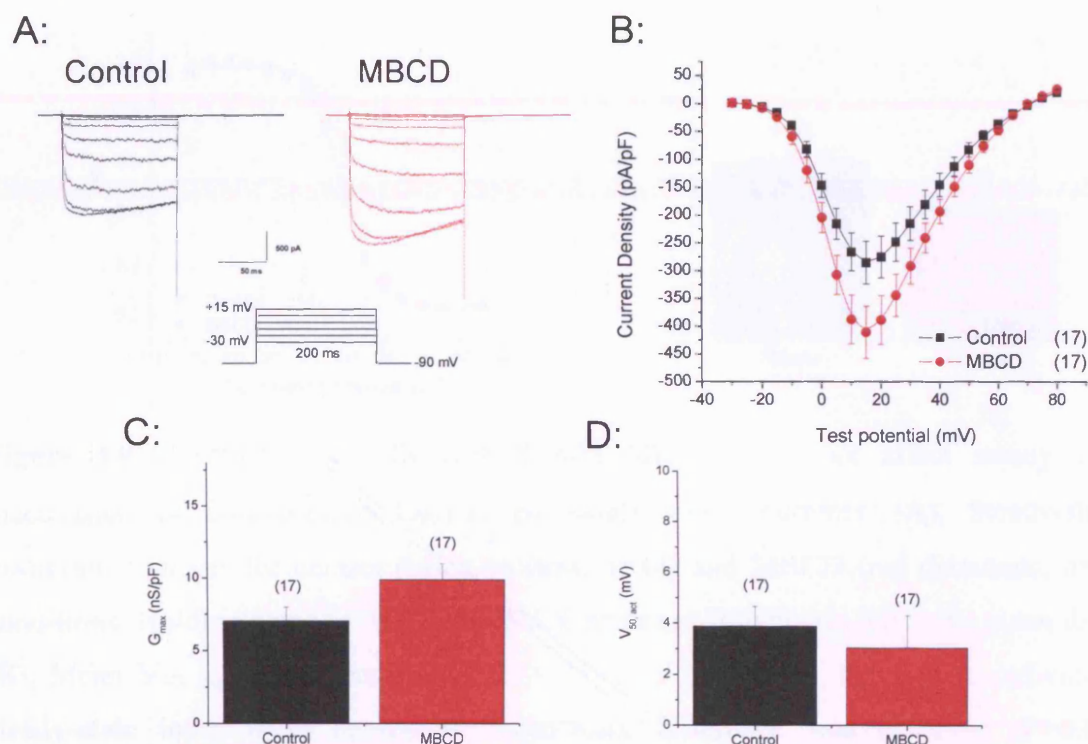 A:
Control
MBCD
500 pA
50 ms
+15 mV
-30 mV
200 ms
-90 mV
B:
Current Density (pA/pF)
50
0
-50
-100
-150
-200
-250
-300
-350
-400
-450
-500
-40
-20
0
20
40
60
80
Test potential (mV)
Control (17)
MBCD (17)
C:
G_max (nS/pF)
15
10
5
0
(17)
(17)
Control
MBCD
D:
V_50,act (mV)
10
8
6
4
2
0
(17)
(17)
Control
MBCD